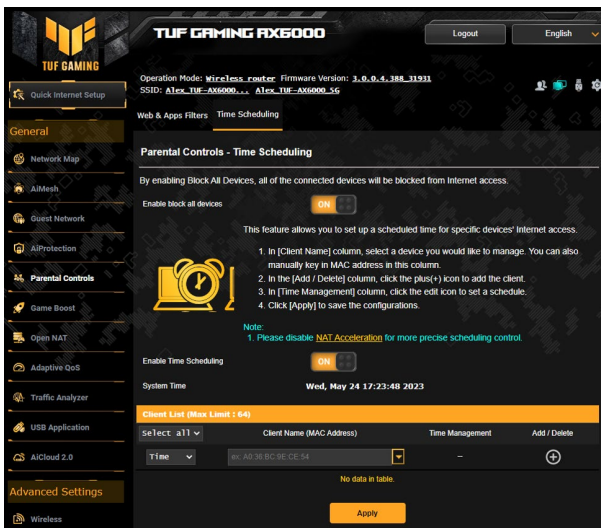 TUF GAMING AX6000
Logout
English
TUF GAMING
Operation Mode: Wireless router Firmware Version: 3.0.0.4.388_31931
SSID: Alex_TUF-AX6000... Alex_TUF-AX6000_5G
Quick Internet Setup
Web & Apps Filters Time Scheduling
General
Network Map
AiMesh
Guest Network
AiProtection
Parental Controls
Game Boost
Open NAT
Adaptive QoS
Traffic Analyzer
USB Application
AiCloud 2.0
Advanced Settings
Wireless
Parental Controls - Time Scheduling
By enabling Block All Devices, all of the connected devices will be blocked from Internet access.
Enable block all devices ON
This feature allows you to set up a scheduled time for specific devices' Internet access.
1. In [Client Name] column, select a device you would like to manage. You can also
manually key in MAC address in this column.
2. In the [Add / Delete] column, click the plus(+) icon to add the client.
3. In [Time Management] column, click the edit icon to set a schedule.
4. Click [Apply] to save the configurations.
Note:
1. Please disable NAT Acceleration for more precise scheduling control.
Enable Time Scheduling ON
System Time Wed, May 24 17:23:48 2023
Client List (Max Limit : 64)
Select all Client Name (MAC Address) Time Management Add / Delete
Time ex: A0:36:BC:9E:CE:54 –
No data in table.
Apply